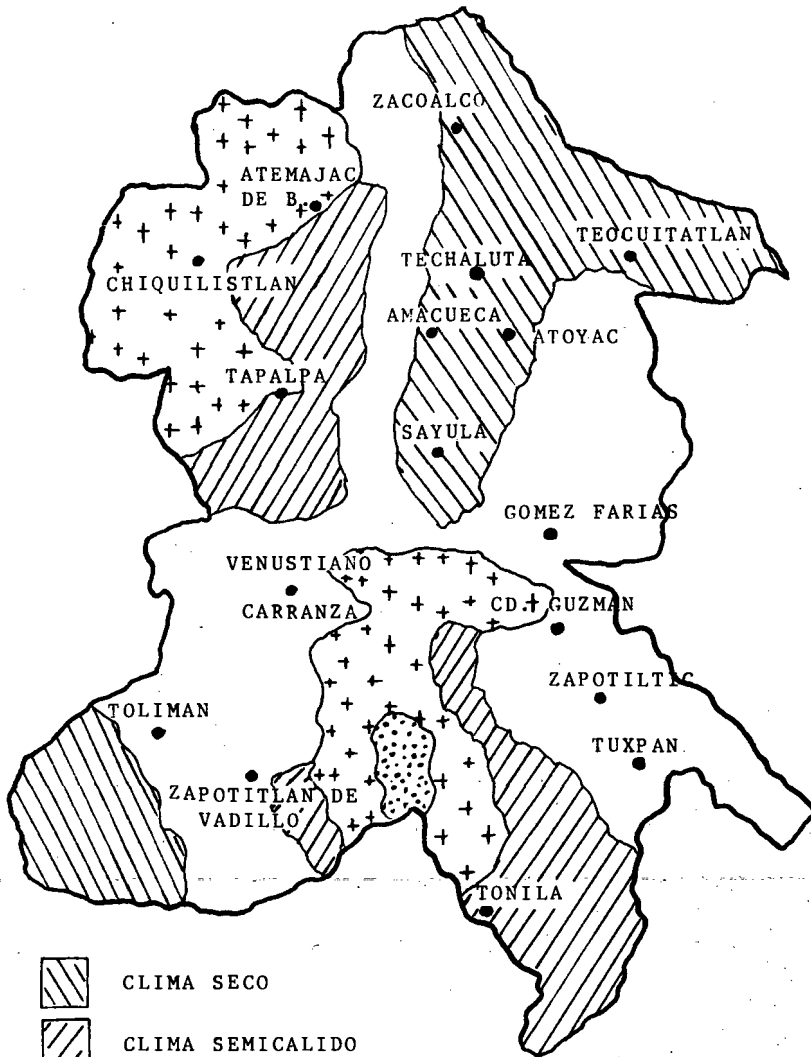 ZACOALCO
ATEMAJAC
DE B.
TEOCUITATLAN
TECHALUTA
CHIQUILISTLAN
AMACUECA
ATOYAC
TAPALPA
SAYULA
GOMEZ FARIAS
VENUSTIANO
CARRANZA
CD. GUZMAN
ZAPOTILTIC
TOLIMAN
TUXPAN
ZAPOTITLAN DE
VADILLO
TONILA
CLIMA SECO
CLIMA SEMICALIDO